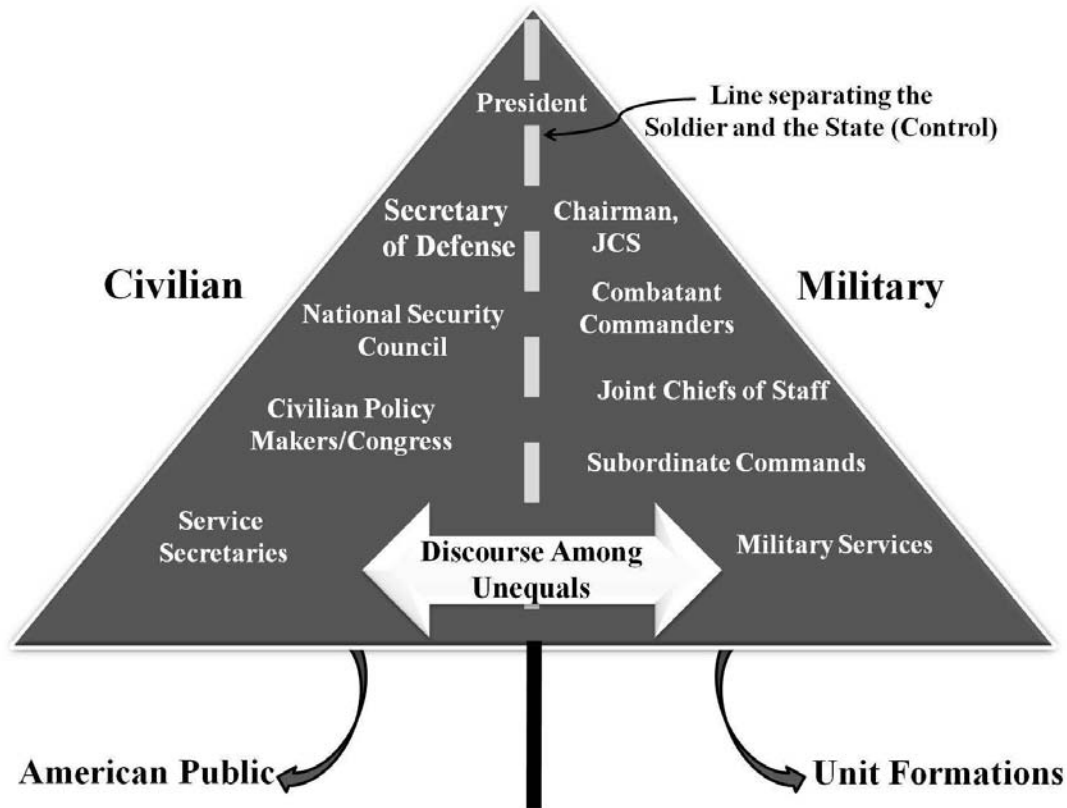 President
Line separating the
Soldier and the State (Control)
Secretary
of Defense
Chairman,
JCS
Civilian
Military
National Security
Council
Combatant
Commanders
Civilian Policy
Makers/Congress
Joint Chiefs of Staff
Subordinate Commands
Service
Secretaries
Discourse Among
Unequals
Military Services
American Public
Unit Formations